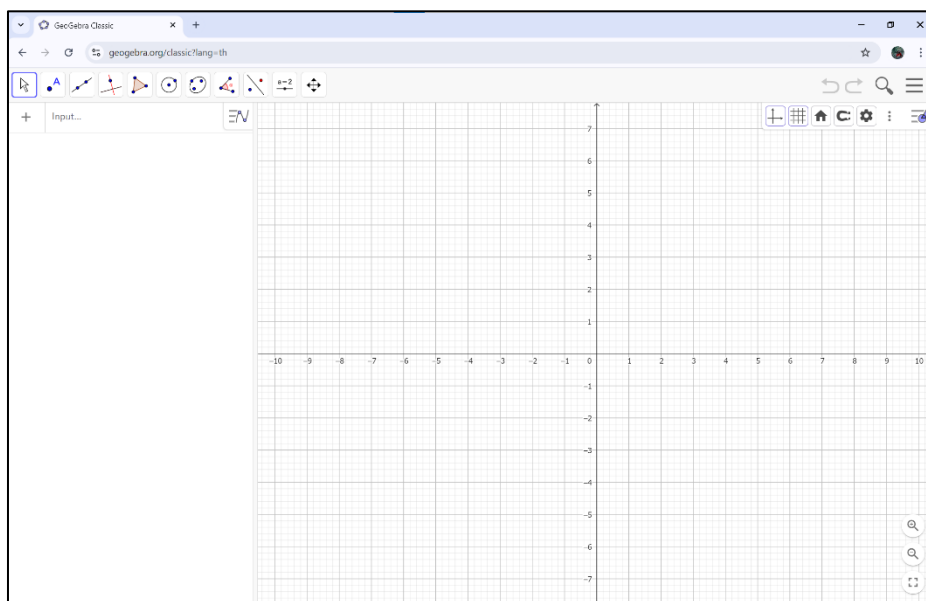 GeoGebra Classic
geogebra.org/classic?lang=th
A
a=2
Input...
7
6
5
4
3
2
1
−10 −9 −8 −7 −6 −5 −4 −3 −2 −1 0 1 2 3 4 5 6 7 8 9 10
−1
−2
−3
−4
−5
−6
−7